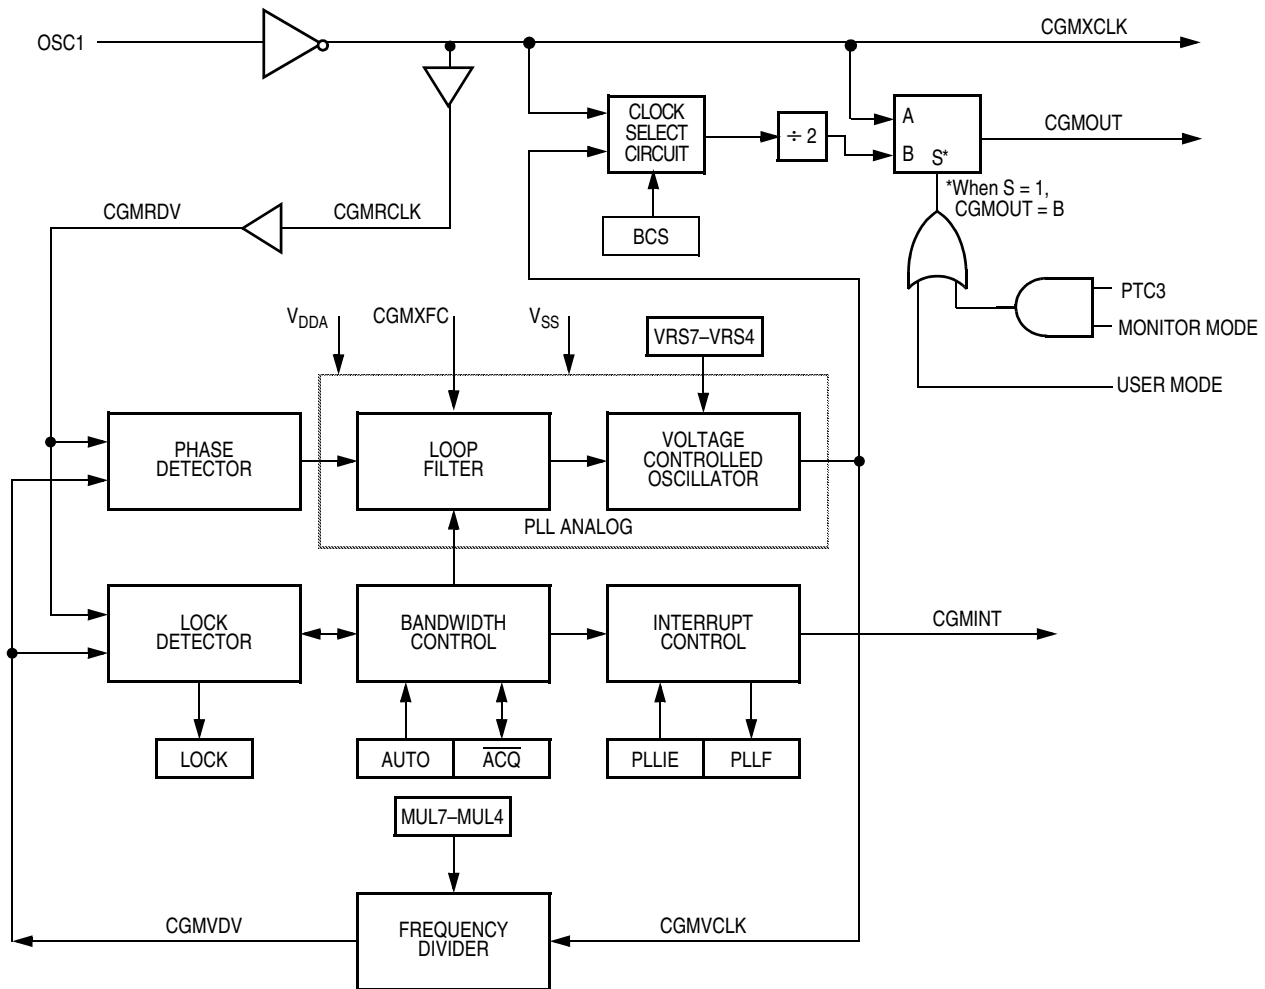 OSC1
CGMXCLK
CLOCK
SELECT
CIRCUIT
÷ 2
A
B S*
CGMOUT
*When S = 1,
CGMOUT = B
CGMRDV
CGMRCLK
BCS
PTC3
MONITOR MODE
USER MODE
VDDA
CGMXFC
VSS
VRS7–VRS4
PHASE
DETECTOR
LOOP
FILTER
VOLTAGE
CONTROLLED
OSCILLATOR
PLL ANALOG
LOCK
DETECTOR
BANDWIDTH
CONTROL
INTERRUPT
CONTROL
CGMINT
LOCK
AUTO
ACQ
PLLIE
PLLF
MUL7–MUL4
CGMVDV
FREQUENCY
DIVIDER
CGMVCLK